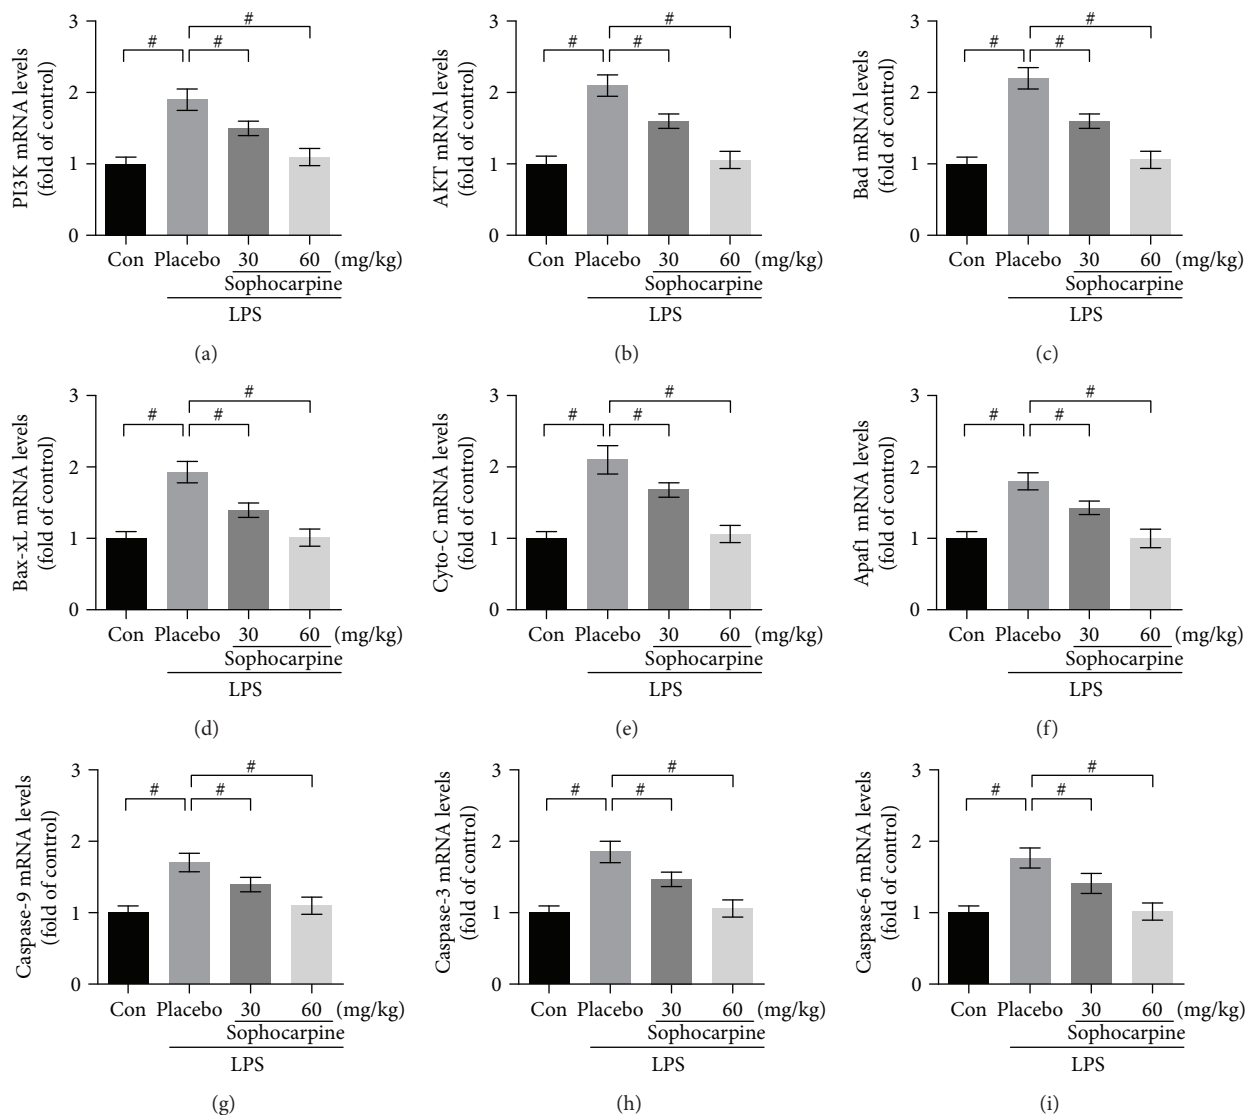 PI3K mRNA levels
(fold of control)
3
2
1
0
#
#
#
Con Placebo 30 60 (mg/kg)
Sophocarpine
LPS
(a)
AKT mRNA levels
(fold of control)
3
2
1
0
#
#
#
Con Placebo 30 60 (mg/kg)
Sophocarpine
LPS
(b)
Bad mRNA levels
(fold of control)
3
2
1
0
#
#
#
Con Placebo 30 60 (mg/kg)
Sophocarpine
LPS
(c)
Bax-xL mRNA levels
(fold of control)
3
2
1
0
#
#
#
Con Placebo 30 60 (mg/kg)
Sophocarpine
LPS
(d)
Cyto-C mRNA levels
(fold of control)
3
2
1
0
#
#
#
Con Placebo 30 60 (mg/kg)
Sophocarpine
LPS
(e)
Apaf1 mRNA levels
(fold of control)
3
2
1
0
#
#
#
Con Placebo 30 60 (mg/kg)
Sophocarpine
LPS
(f)
Caspase-9 mRNA levels
(fold of control)
3
2
1
0
#
#
#
Con Placebo 30 60 (mg/kg)
Sophocarpine
LPS
(g)
Caspase-3 mRNA levels
(fold of control)
3
2
1
0
#
#
#
Con Placebo 30 60 (mg/kg)
Sophocarpine
LPS
(h)
Caspase-6 mRNA levels
(fold of control)
3
2
1
0
#
#
#
Con Placebo 30 60 (mg/kg)
Sophocarpine
LPS
(i)